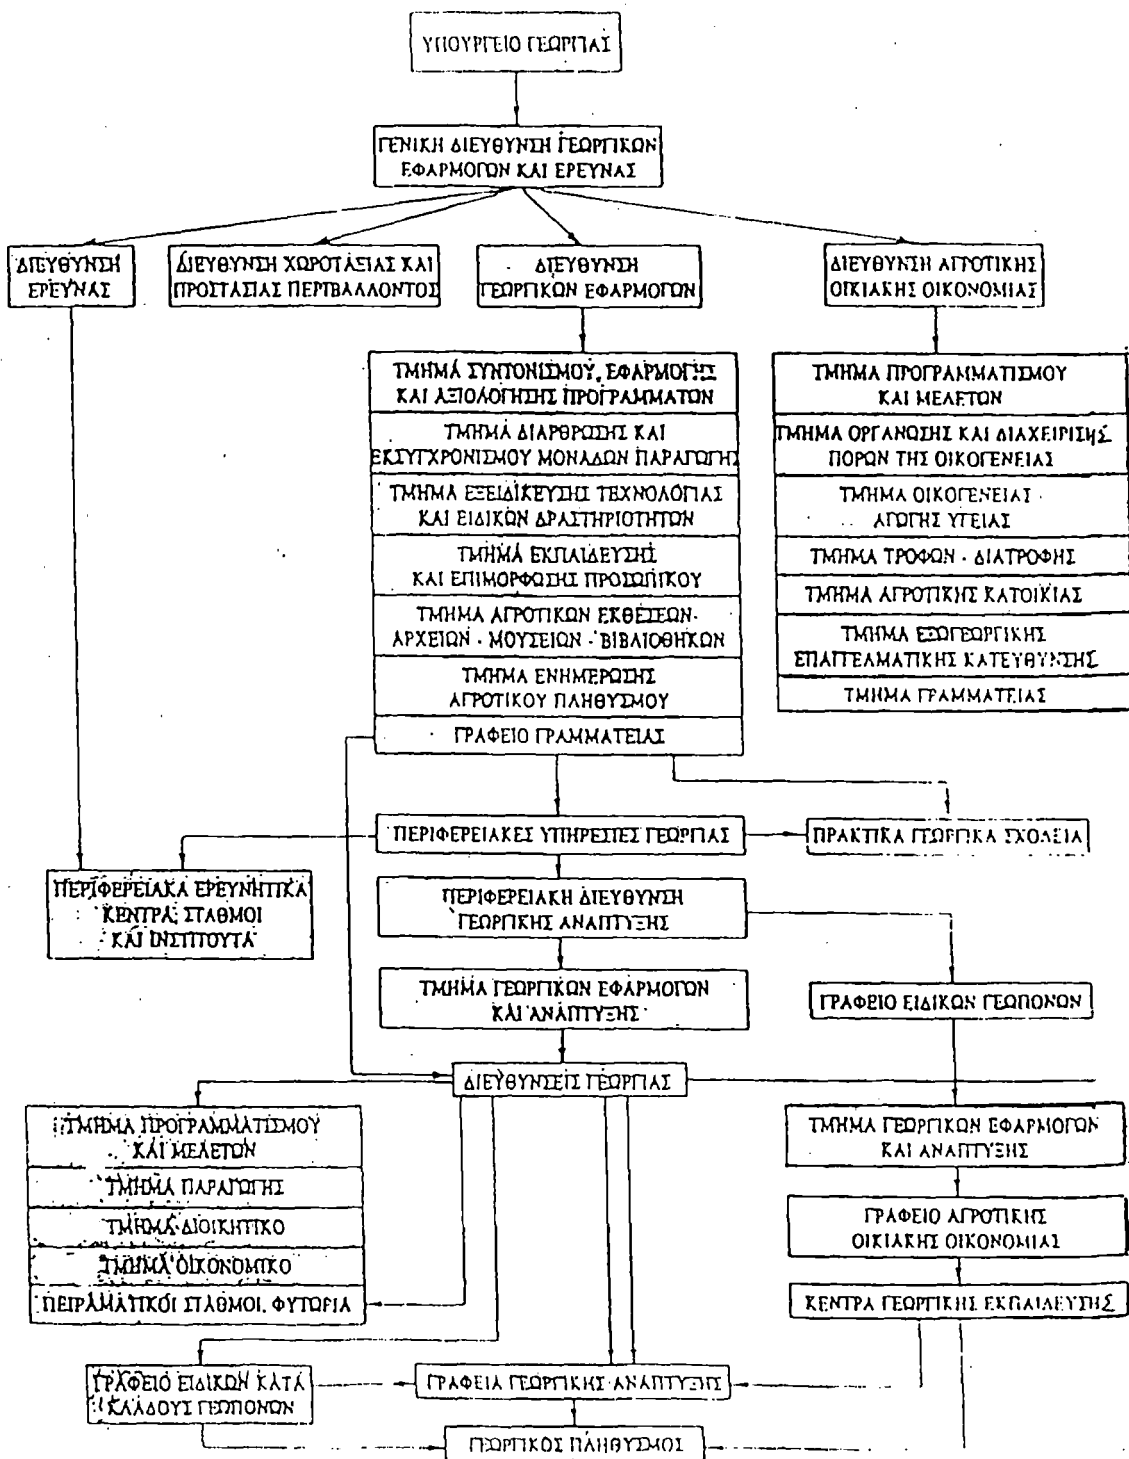 ΥΠΟΥΡΓΕΙΟ ΓΕΩΡΓΙΑΣ
ΓΕΝΙΚΗ ΔΙΕΥΘΥΝΣΗ ΓΕΩΡΓΙΚΩΝ
ΕΦΑΡΜΟΓΩΝ ΚΑΙ ΕΡΕΥΝΑΣ
ΔΙΕΥΘΥΝΣΗ
ΕΡΕΥΝΑΣ
ΔΙΕΥΘΥΝΣΗ ΧΩΡΟΤΑΞΙΑΣ ΚΑΙ
ΠΡΟΣΤΑΣΙΑΣ ΠΕΡΙΒΑΛΛΟΝΤΟΣ
ΔΙΕΥΘΥΝΣΗ
ΓΕΩΡΓΙΚΩΝ ΕΦΑΡΜΟΓΩΝ
ΔΙΕΥΘΥΝΣΗ ΑΓΡΟΤΙΚΗΣ
ΟΙΚΙΑΚΗΣ ΟΙΚΟΝΟΜΙΑΣ
ΤΜΗΜΑ ΣΥΝΤΟΝΙΣΜΟΥ, ΕΦΑΡΜΟΓΗΣ
ΚΑΙ ΑΞΙΟΛΟΓΗΣΗΣ ΠΡΟΓΡΑΜΜΑΤΩΝ
ΤΜΗΜΑ ΔΙΑΡΘΡΩΣΗΣ ΚΑΙ
ΕΚΣΥΓΧΡΟΝΙΣΜΟΥ ΜΟΝΑΔΩΝ ΠΑΡΑΓΩΓΗΣ
ΤΜΗΜΑ ΕΞΕΙΔΙΚΕΥΣΗΣ ΤΕΧΝΟΛΟΓΙΑΣ
ΚΑΙ ΕΙΔΙΚΩΝ ΔΡΑΣΤΗΡΙΟΤΗΤΩΝ
ΤΜΗΜΑ ΕΚΠΑΙΔΕΥΣΗΣ
ΚΑΙ ΕΠΙΜΟΡΦΩΣΗΣ ΠΡΟΣΩΠΙΚΟΥ
ΤΜΗΜΑ ΑΓΡΟΤΙΚΩΝ ΕΚΘΕΣΕΩΝ-
ΑΡΧΕΙΩΝ - ΜΟΥΣΕΙΩΝ - ΒΙΒΛΙΟΘΗΚΩΝ
ΤΜΗΜΑ ΕΝΗΜΕΡΩΣΗΣ
ΑΓΡΟΤΙΚΟΥ ΠΛΗΘΥΣΜΟΥ
ΓΡΑΦΕΙΟ ΓΡΑΜΜΑΤΕΙΑΣ
ΤΜΗΜΑ ΠΡΟΓΡΑΜΜΑΤΙΣΜΟΥ
ΚΑΙ ΜΕΛΕΤΩΝ
ΤΜΗΜΑ ΟΡΓΑΝΩΣΗΣ ΚΑΙ ΔΙΑΧΕΙΡΙΣΗΣ
ΠΟΡΩΝ ΤΗΣ ΟΙΚΟΓΕΝΕΙΑΣ
ΤΜΗΜΑ ΟΙΚΟΓΕΝΕΙΑΣ -
ΑΓΩΓΗΣ ΥΓΕΙΑΣ
ΤΜΗΜΑ ΤΡΟΦΩΝ - ΔΙΑΤΡΟΦΗΣ
ΤΜΗΜΑ ΑΓΡΟΤΙΚΗΣ ΚΑΤΟΙΚΙΑΣ
ΤΜΗΜΑ ΕΞΩΓΕΩΡΓΙΚΗΣ
ΕΠΑΓΓΕΛΜΑΤΙΚΗΣ ΚΑΤΕΥΘΥΝΣΗΣ
ΤΜΗΜΑ ΓΡΑΜΜΑΤΕΙΑΣ
ΠΕΡΙΦΕΡΕΙΑΚΕΣ ΥΠΗΡΕΣΙΕΣ ΓΕΩΡΓΙΑΣ
ΠΡΑΚΤΙΚΑ ΓΕΩΡΓΙΚΑ ΣΧΟΛΕΙΑ
ΠΕΡΙΦΕΡΕΙΑΚΑ ΕΡΕΥΝΗΤΙΚΑ
ΚΕΝΤΡΑ, ΣΤΑΘΜΟΙ
ΚΑΙ ΙΝΣΤΙΤΟΥΤΑ
ΠΕΡΙΦΕΡΕΙΑΚΗ ΔΙΕΥΘΥΝΣΗ
ΓΕΩΡΓΙΚΗΣ ΑΝΑΠΤΥΞΗΣ
ΤΜΗΜΑ ΓΕΩΡΓΙΚΩΝ ΕΦΑΡΜΟΓΩΝ
ΚΑΙ ΑΝΑΠΤΥΞΗΣ
ΓΡΑΦΕΙΟ ΕΙΔΙΚΩΝ ΓΕΩΠΟΝΩΝ
ΔΙΕΥΘΥΝΣΕΙΣ ΓΕΩΡΓΙΑΣ
ΤΜΗΜΑ ΠΡΟΓΡΑΜΜΑΤΙΣΜΟΥ
ΚΑΙ ΜΕΛΕΤΩΝ
ΤΜΗΜΑ ΠΑΡΑΓΩΓΗΣ
ΤΜΗΜΑ ΔΙΟΙΚΗΤΙΚΟ
ΤΜΗΜΑ ΟΙΚΟΝΟΜΙΚΟ
ΠΕΙΡΑΜΑΤΙΚΟΙ ΣΤΑΘΜΟΙ, ΦΥΤΩΡΙΑ
ΤΜΗΜΑ ΓΕΩΡΓΙΚΩΝ ΕΦΑΡΜΟΓΩΝ
ΚΑΙ ΑΝΑΠΤΥΞΗΣ
ΓΡΑΦΕΙΟ ΑΓΡΟΤΙΚΗΣ
ΟΙΚΙΑΚΗΣ ΟΙΚΟΝΟΜΙΑΣ
ΚΕΝΤΡΑ ΓΕΩΡΓΙΚΗΣ ΕΚΠΑΙΔΕΥΣΗΣ
ΓΡΑΦΕΙΟ ΕΙΔΙΚΩΝ ΚΑΤΑ
ΚΛΑΔΟΥΣ ΓΕΩΠΟΝΩΝ
ΓΡΑΦΕΙΑ ΓΕΩΡΓΙΚΗΣ ΑΝΑΠΤΥΞΗΣ
ΓΕΩΡΓΙΚΟΣ ΠΛΗΘΥΣΜΟΣ